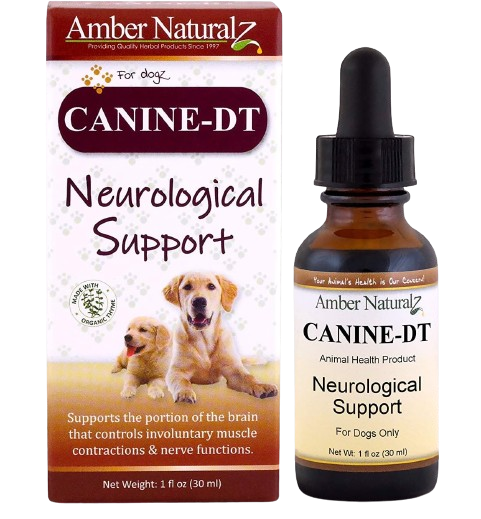 Amber Naturalz
Providing Quality Herbal Products Since 1997
For dogz
CANINE-DT
Neurological
Support
MADE WITH
ORGANIC THYME
Supports the portion of the brain
that controls involuntary muscle
contractions & nerve functions.
Net Weight: 1 fl oz (30 ml)
Your Animal's Health is Our Concern!
Amber Naturalz
CANINE-DT
Animal Health Product
Neurological
Support
For Dogs Only
Net Wt: 1 fl oz (30 ml)